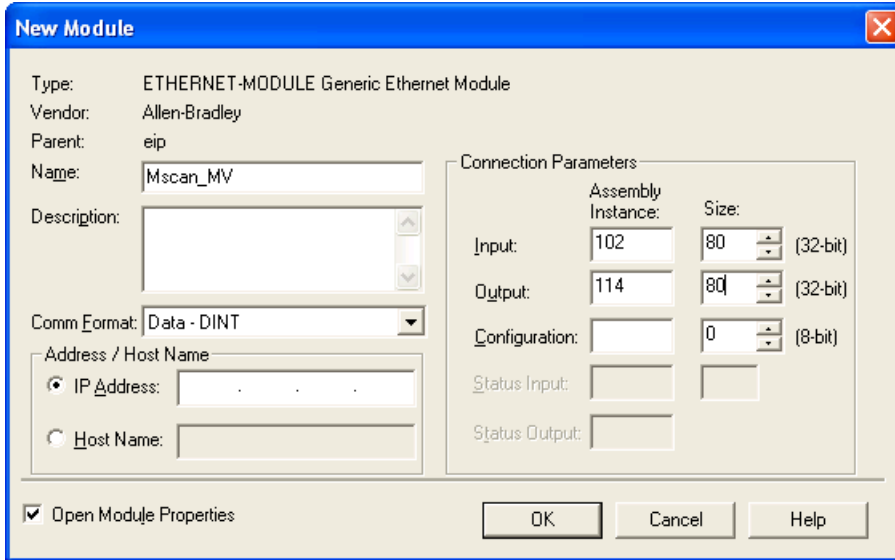 New Module
Type: ETHERNET-MODULE Generic Ethernet Module
Vendor: Allen-Bradley
Parent: eip
Name: Mscan_MV
Description:
Comm Format: Data - DINT
Address / Host Name
IP Address: . . .
Host Name:
Connection Parameters
Assembly Instance: Size:
Input: 102 80 (32-bit)
Output: 114 80 (32-bit)
Configuration: 0 (8-bit)
Status Input:
Status Output:
Open Module Properties
OK Cancel Help